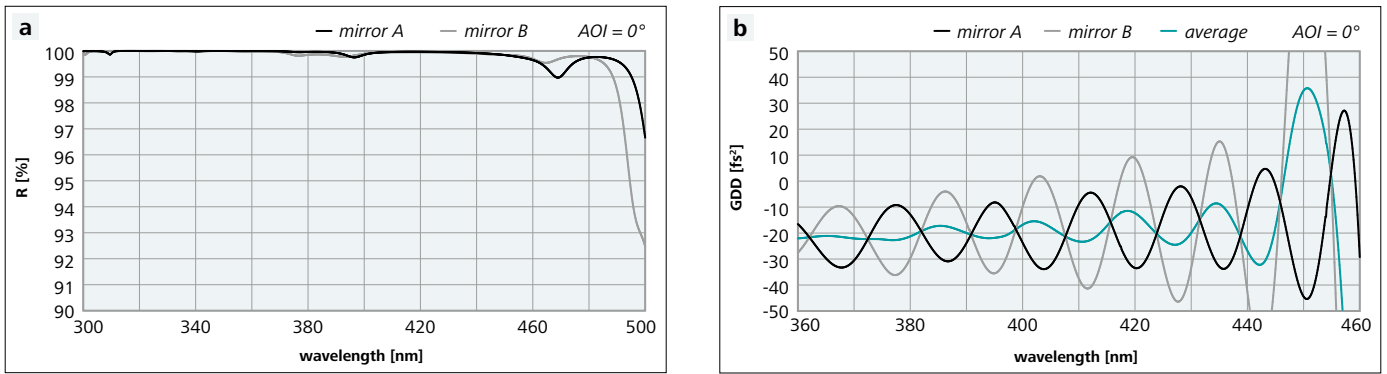 a
mirror A mirror B AOI = 0°
100
99
98
97
96
95
94
93
92
91
90
R [%]
300 340 380 420 460 500
wavelength [nm]
b
mirror A mirror B average AOI = 0°
50
40
30
20
10
0
-10
-20
-30
-40
-50
GDD [fs²]
360 380 400 420 440 460
wavelength [nm]